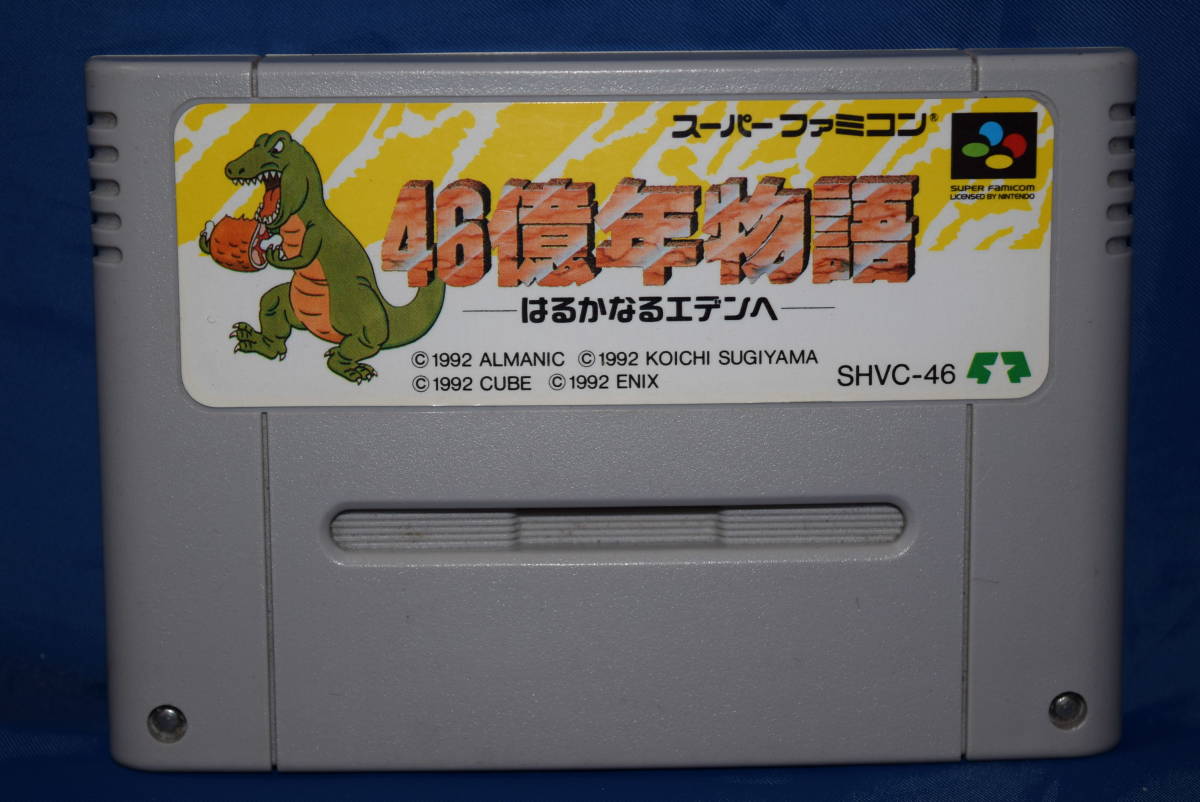 スーパーファミコン®
SUPER FAMICOM
LICENSED BY NINTENDO
46億年物語
はるかなるエデンへ
©1992 ALMANIC ©1992 KOICHI SUGIYAMA
©1992 CUBE ©1992 ENIX
SHVC-46